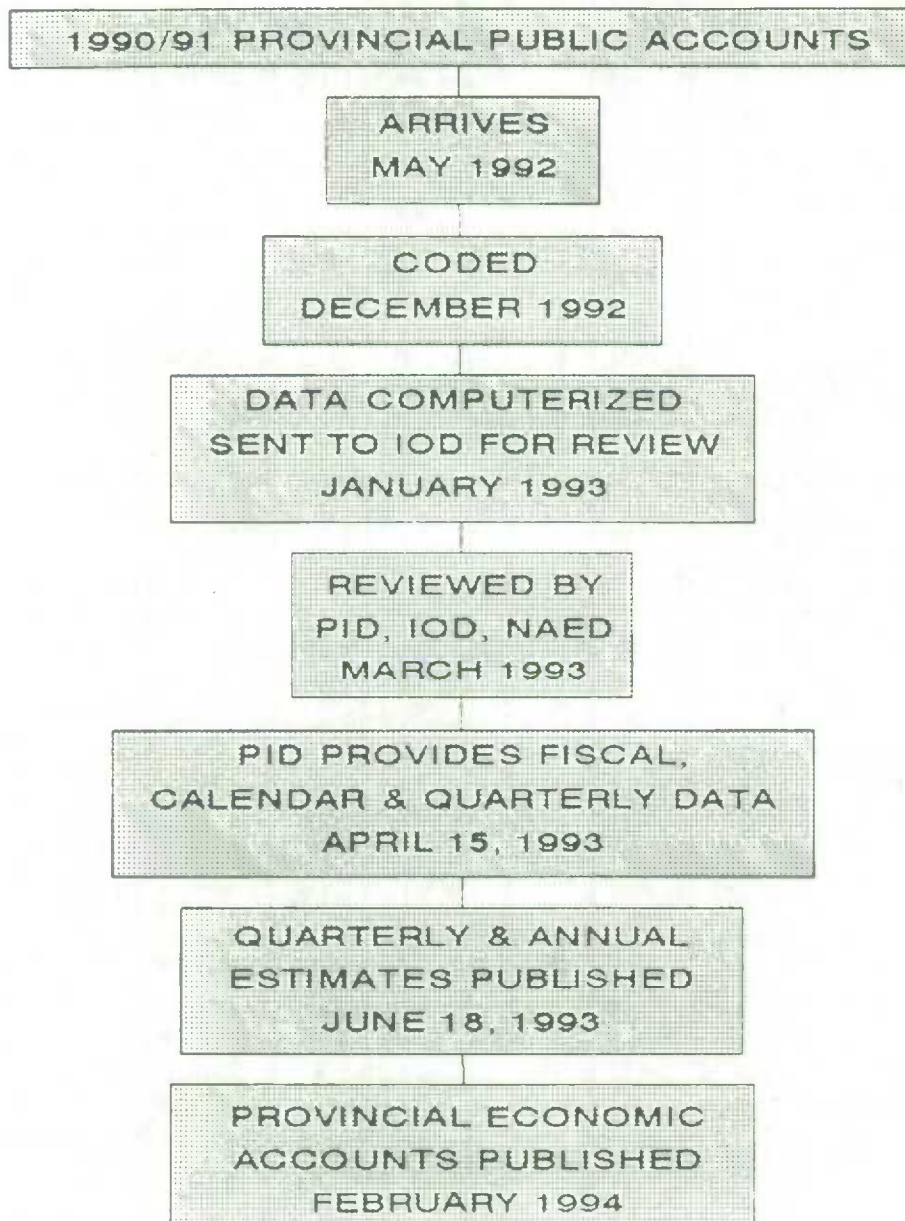 1990/91 PROVINCIAL PUBLIC ACCOUNTS
ARRIVES
MAY 1992
CODED
DECEMBER 1992
DATA COMPUTERIZED
SENT TO IOD FOR REVIEW
JANUARY 1993
REVIEWED BY
PID, IOD, NAED
MARCH 1993
PID PROVIDES FISCAL,
CALENDAR & QUARTERLY DATA
APRIL 15, 1993
QUARTERLY & ANNUAL
ESTIMATES PUBLISHED
JUNE 18, 1993
PROVINCIAL ECONOMIC
ACCOUNTS PUBLISHED
FEBRUARY 1994